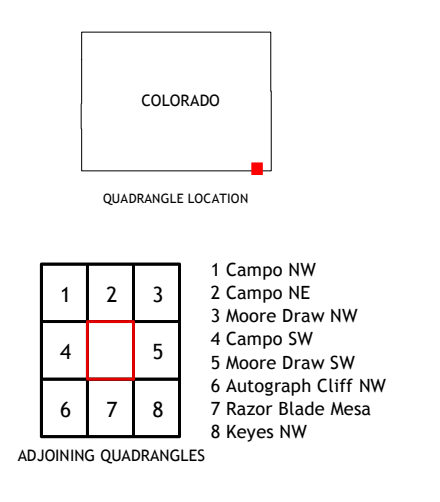 COLORADO
QUADRANGLE LOCATION
1 2 3
4 5
6 7 8
ADJOINING QUADRANGLES
1 Campo NW
2 Campo NE
3 Moore Draw NW
4 Campo SW
5 Moore Draw SW
6 Autograph Cliff NW
7 Razor Blade Mesa
8 Keyes NW